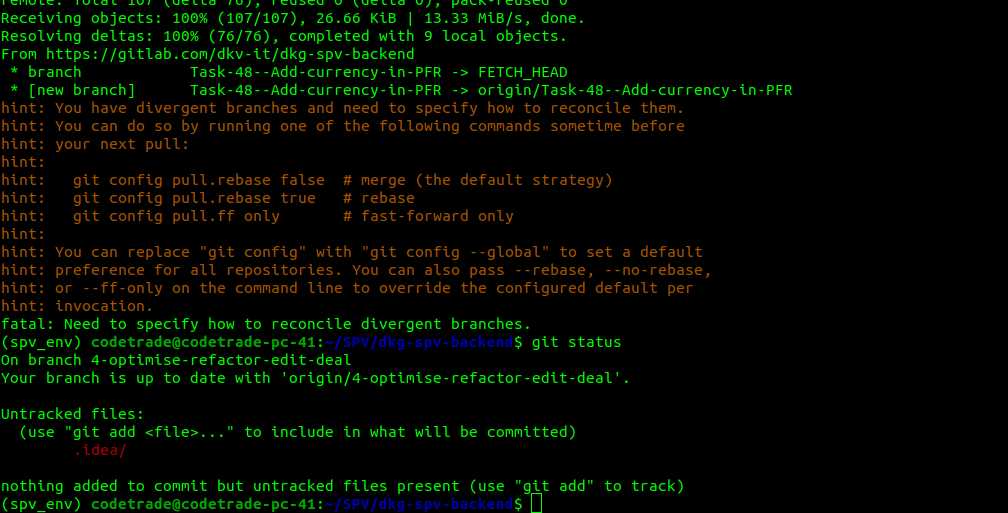 remote: Total 107 (delta 76), reused 0 (delta 0), pack-reused 0
Receiving objects: 100% (107/107), 26.66 KiB | 13.33 MiB/s, done.
Resolving deltas: 100% (76/76), completed with 9 local objects.
From https://gitlab.com/dkv-it/dkg-spv-backend
 * branch            Task-48--Add-currency-in-PFR -> FETCH_HEAD
 * [new branch]      Task-48--Add-currency-in-PFR -> origin/Task-48--Add-currency-in-PFR
hint: You have divergent branches and need to specify how to reconcile them.
hint: You can do so by running one of the following commands sometime before
hint: your next pull:
hint:
hint:   git config pull.rebase false  # merge (the default strategy)
hint:   git config pull.rebase true   # rebase
hint:   git config pull.ff only       # fast-forward only
hint:
hint: You can replace "git config" with "git config --global" to set a default
hint: preference for all repositories. You can also pass --rebase, --no-rebase,
hint: or --ff-only on the command line to override the configured default per
hint: invocation.
fatal: Need to specify how to reconcile divergent branches.
(spv_env) codetrade@codetrade-pc-41:~/SPV/dkg-spv-backend$ git status
On branch 4-optimise-refactor-edit-deal
Your branch is up to date with 'origin/4-optimise-refactor-edit-deal'.

Untracked files:
  (use "git add <file>..." to include in what will be committed)
        .idea/

nothing added to commit but untracked files present (use "git add" to track)
(spv_env) codetrade@codetrade-pc-41:~/SPV/dkg-spv-backend$